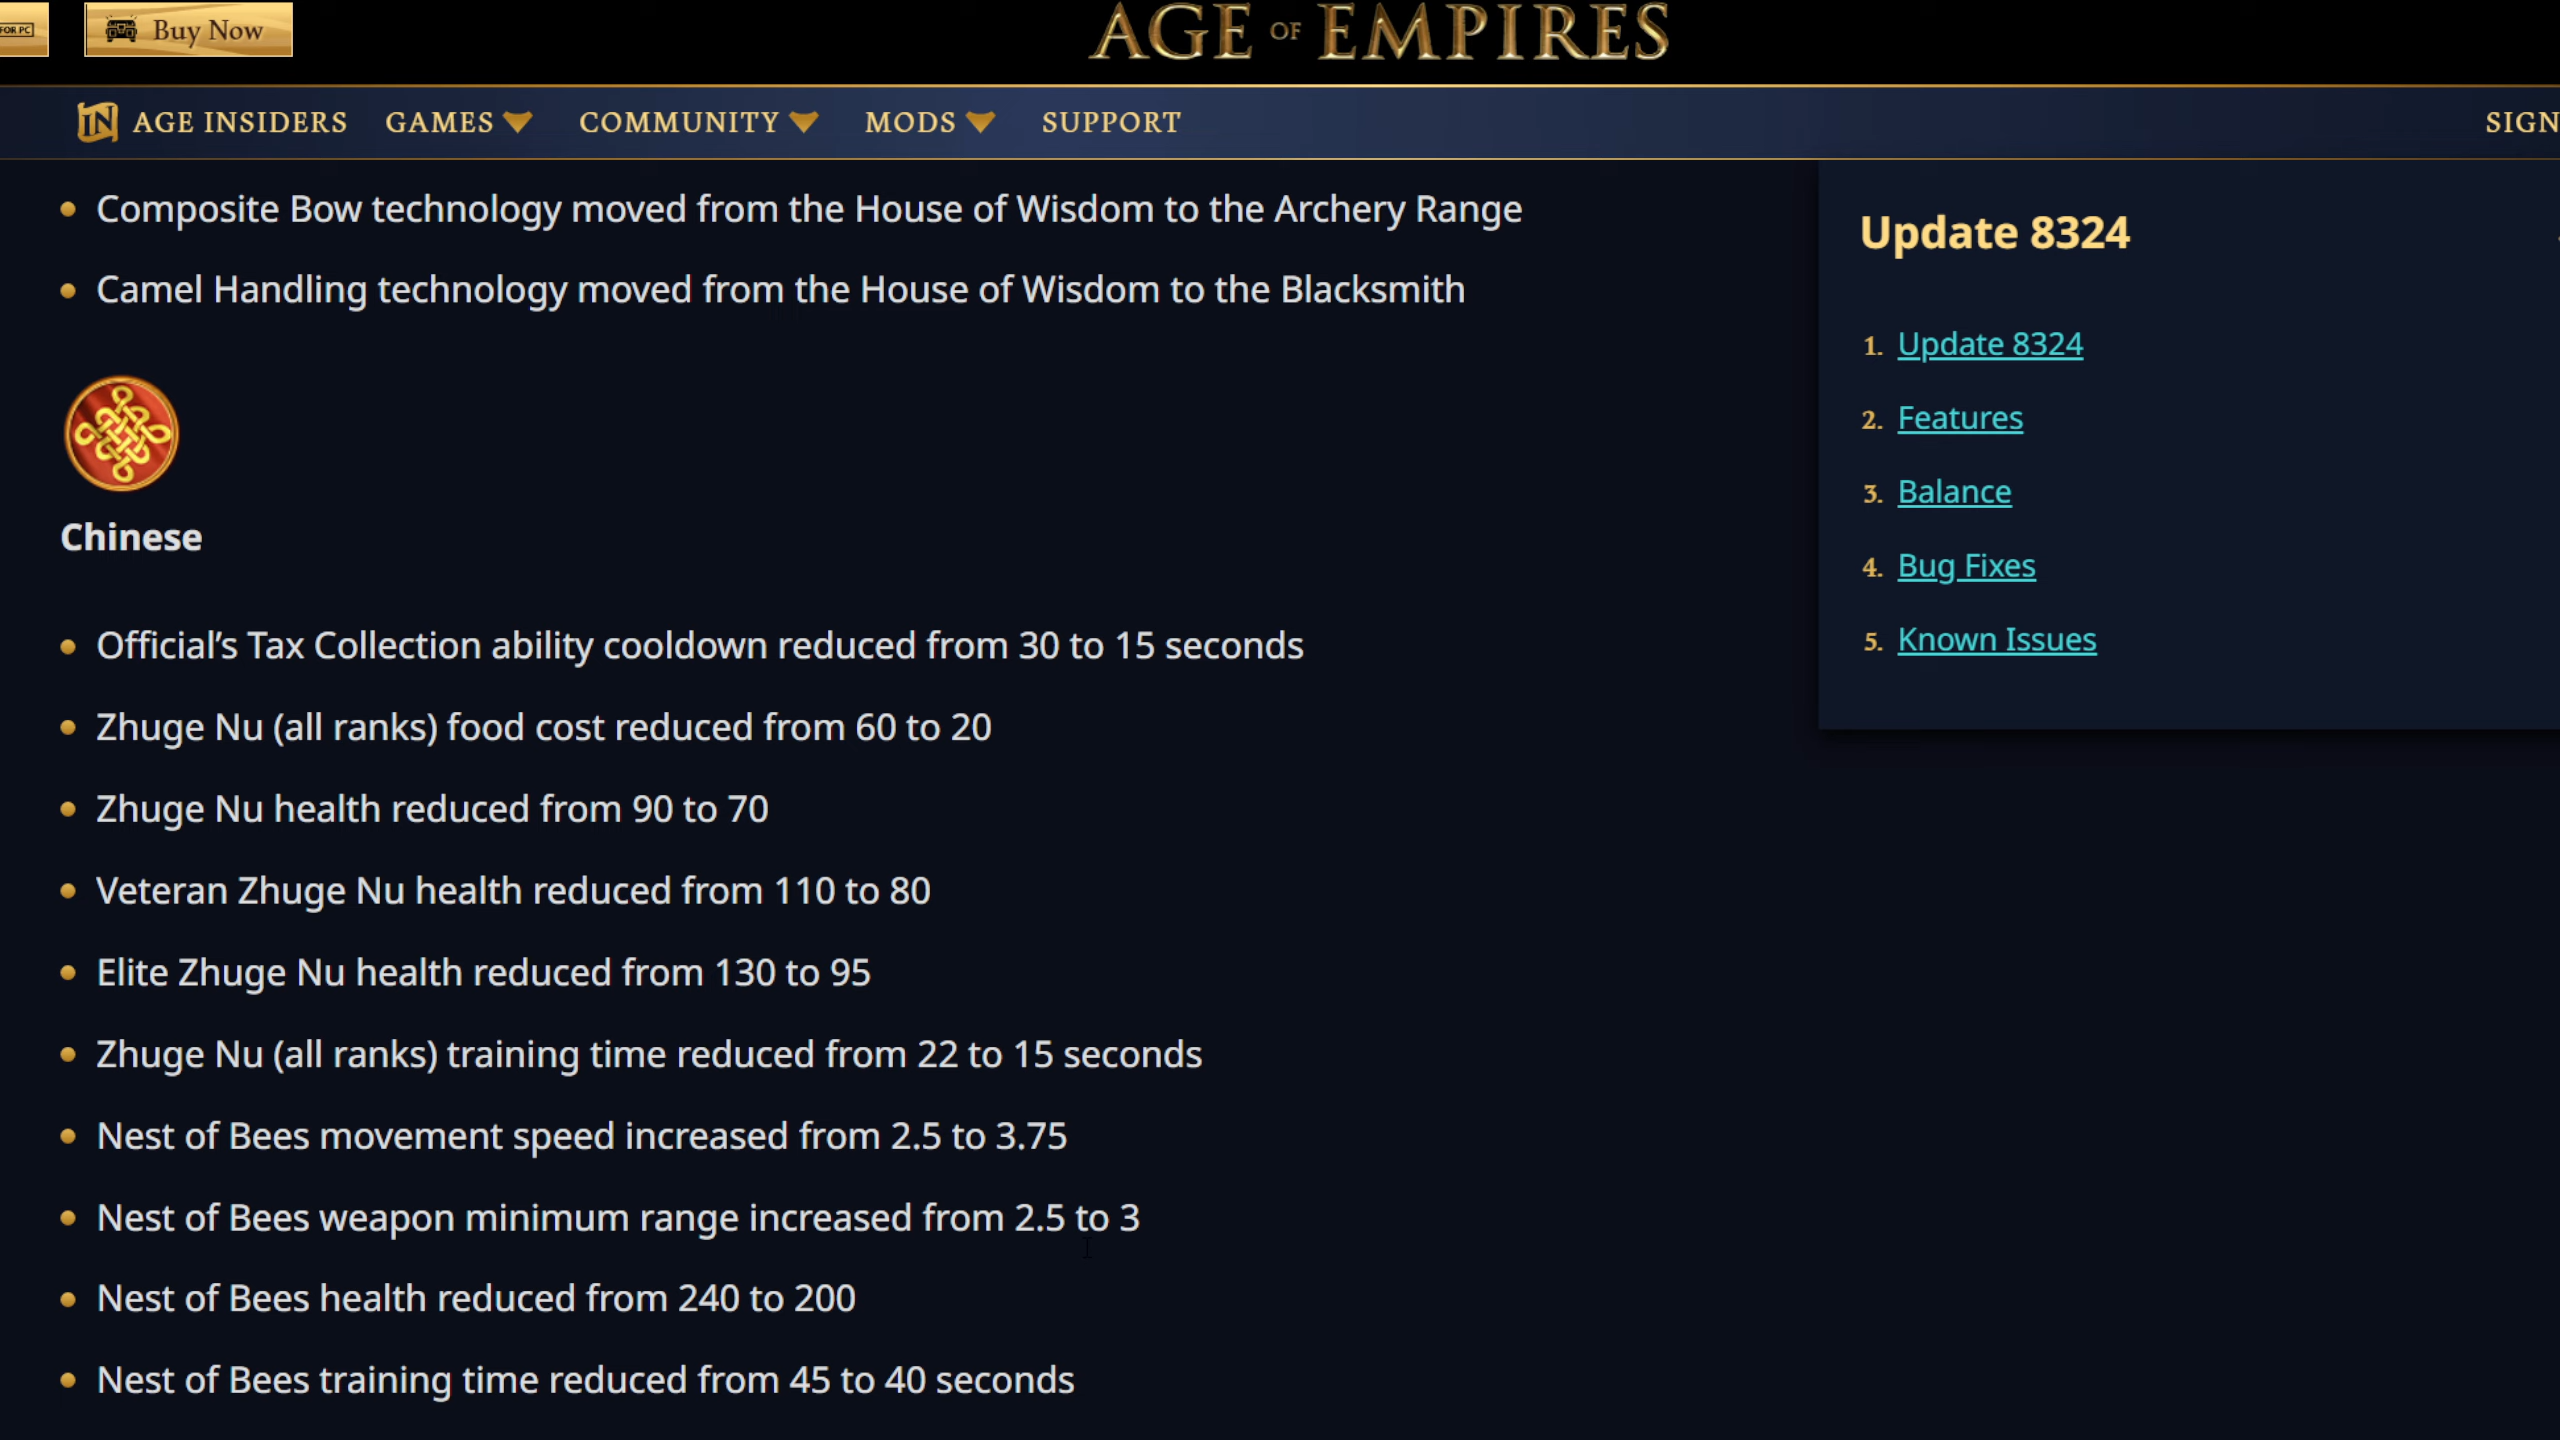 FOR PC
Buy Now
AGE OF EMPIRES
IN AGE INSIDERS GAMES COMMUNITY MODS SUPPORT SIGN
• Composite Bow technology moved from the House of Wisdom to the Archery Range
• Camel Handling technology moved from the House of Wisdom to the Blacksmith
Chinese
• Official’s Tax Collection ability cooldown reduced from 30 to 15 seconds
• Zhuge Nu (all ranks) food cost reduced from 60 to 20
• Zhuge Nu health reduced from 90 to 70
• Veteran Zhuge Nu health reduced from 110 to 80
• Elite Zhuge Nu health reduced from 130 to 95
• Zhuge Nu (all ranks) training time reduced from 22 to 15 seconds
• Nest of Bees movement speed increased from 2.5 to 3.75
• Nest of Bees weapon minimum range increased from 2.5 to 3
• Nest of Bees health reduced from 240 to 200
• Nest of Bees training time reduced from 45 to 40 seconds
Update 8324
1. Update 8324
2. Features
3. Balance
4. Bug Fixes
5. Known Issues